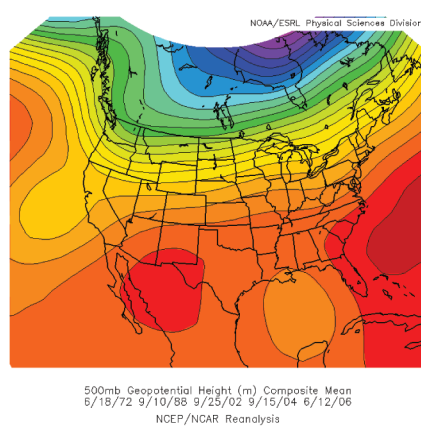 NOAA/ESRL Physical Sciences Division
500mb Geopotential Height (m) Composite Mean
6/18/72 9/10/88 9/25/02 9/15/04 6/12/06
NCEP/NCAR Reanalysis